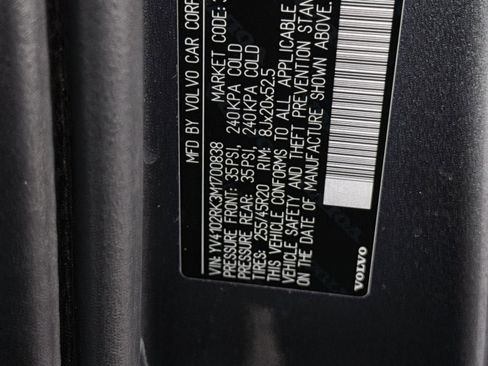 MFD BY VOLVO CAR CORP
MARKET CODE:
VIN: YV4102RK3M1700838
PRESSURE FRONT: 35PSI, 240KPA COLD
PRESSURE REAR: 35PSI, 240KPA COLD
TIRES: 255/45R20 RIM: 8Jx20x52.5
THIS VEHICLE CONFORMS TO ALL APPLICABLE
VEHICLE SAFETY AND THEFT PREVENTION STAN
ON THE DATE OF MANUFACTURE SHOWN ABOVE.
VOLVO